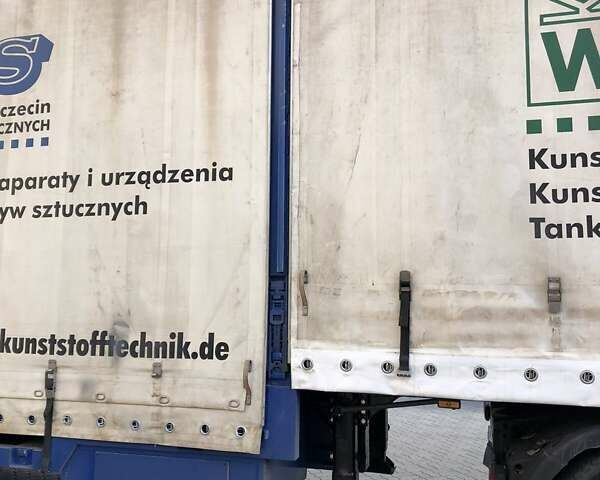 S
czecin
CZNYCH
aparaty i urządzenia
yw sztucznych
kunststofftechnik.de
W
Kuns
Kuns
Tank